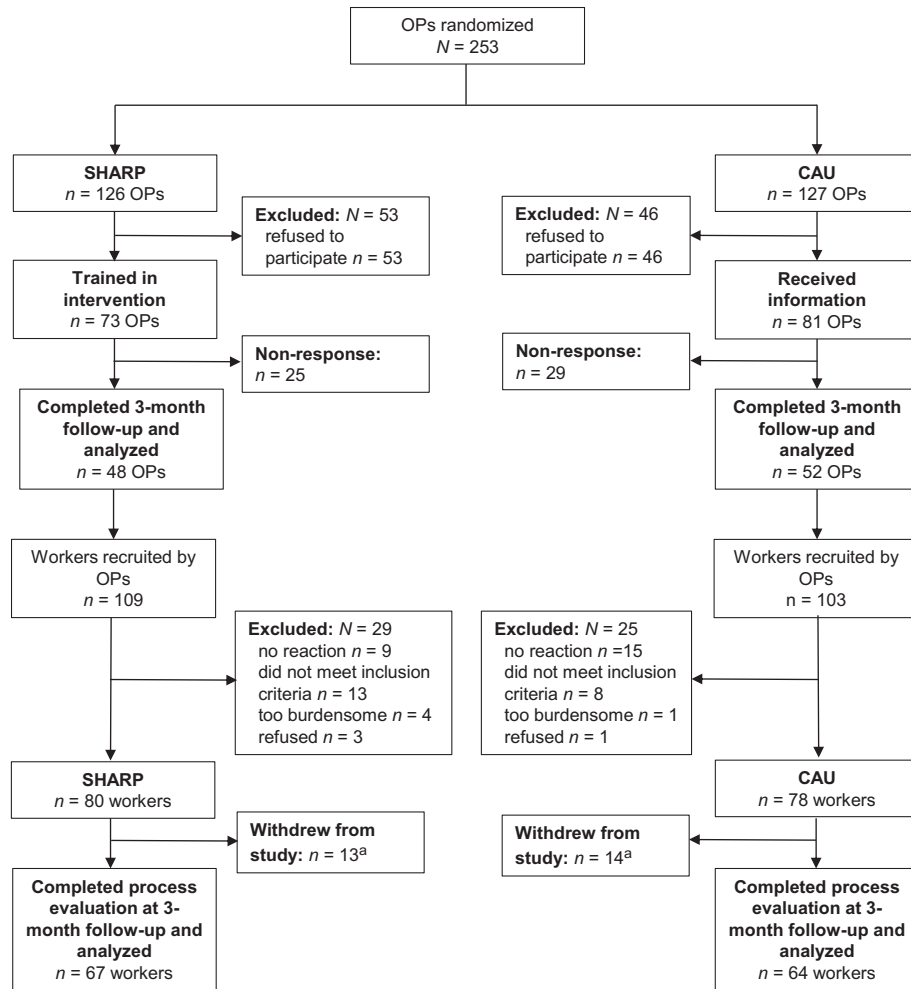 OPs randomized
N = 253
SHARP
n = 126 OPs
CAU
n = 127 OPs
Excluded: N = 53
refused to
participate n = 53
Excluded: N = 46
refused to
participate n = 46
Trained in
intervention
n = 73 OPs
Received
information
n = 81 OPs
Non-response:
n = 25
Non-response:
n = 29
Completed 3-month
follow-up and
analyzed
n = 48 OPs
Completed 3-month
follow-up and
analyzed
n = 52 OPs
Workers recruited by
OPs
n = 109
Workers recruited by
OPs
n = 103
Excluded: N = 29
no reaction n = 9
did not meet inclusion
criteria n = 13
too burdensome n = 4
refused n = 3
Excluded: N = 25
no reaction n =15
did not meet inclusion
criteria n = 8
too burdensome n = 1
refused n = 1
SHARP
n = 80 workers
CAU
n = 78 workers
Withdrew from
study: n = 13a
Withdrew from
study: n = 14a
Completed process
evaluation at 3-
month follow-up and
analyzed
n = 67 workers
Completed process
evaluation at 3-
month follow-up and
analyzed
n = 64 workers